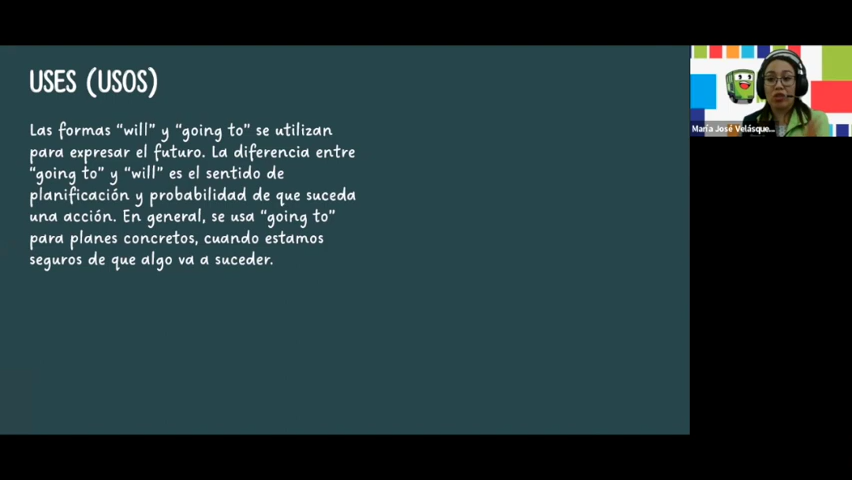 USES (USOS)
Las formas “will” y “going to” se utilizan
para expresar el futuro. La diferencia entre
“going to” y “will” es el sentido de
planificación y probabilidad de que suceda
una acción. En general, se usa “going to”
para planes concretos, cuando estamos
seguros de que algo va a suceder.
María José Velásque...